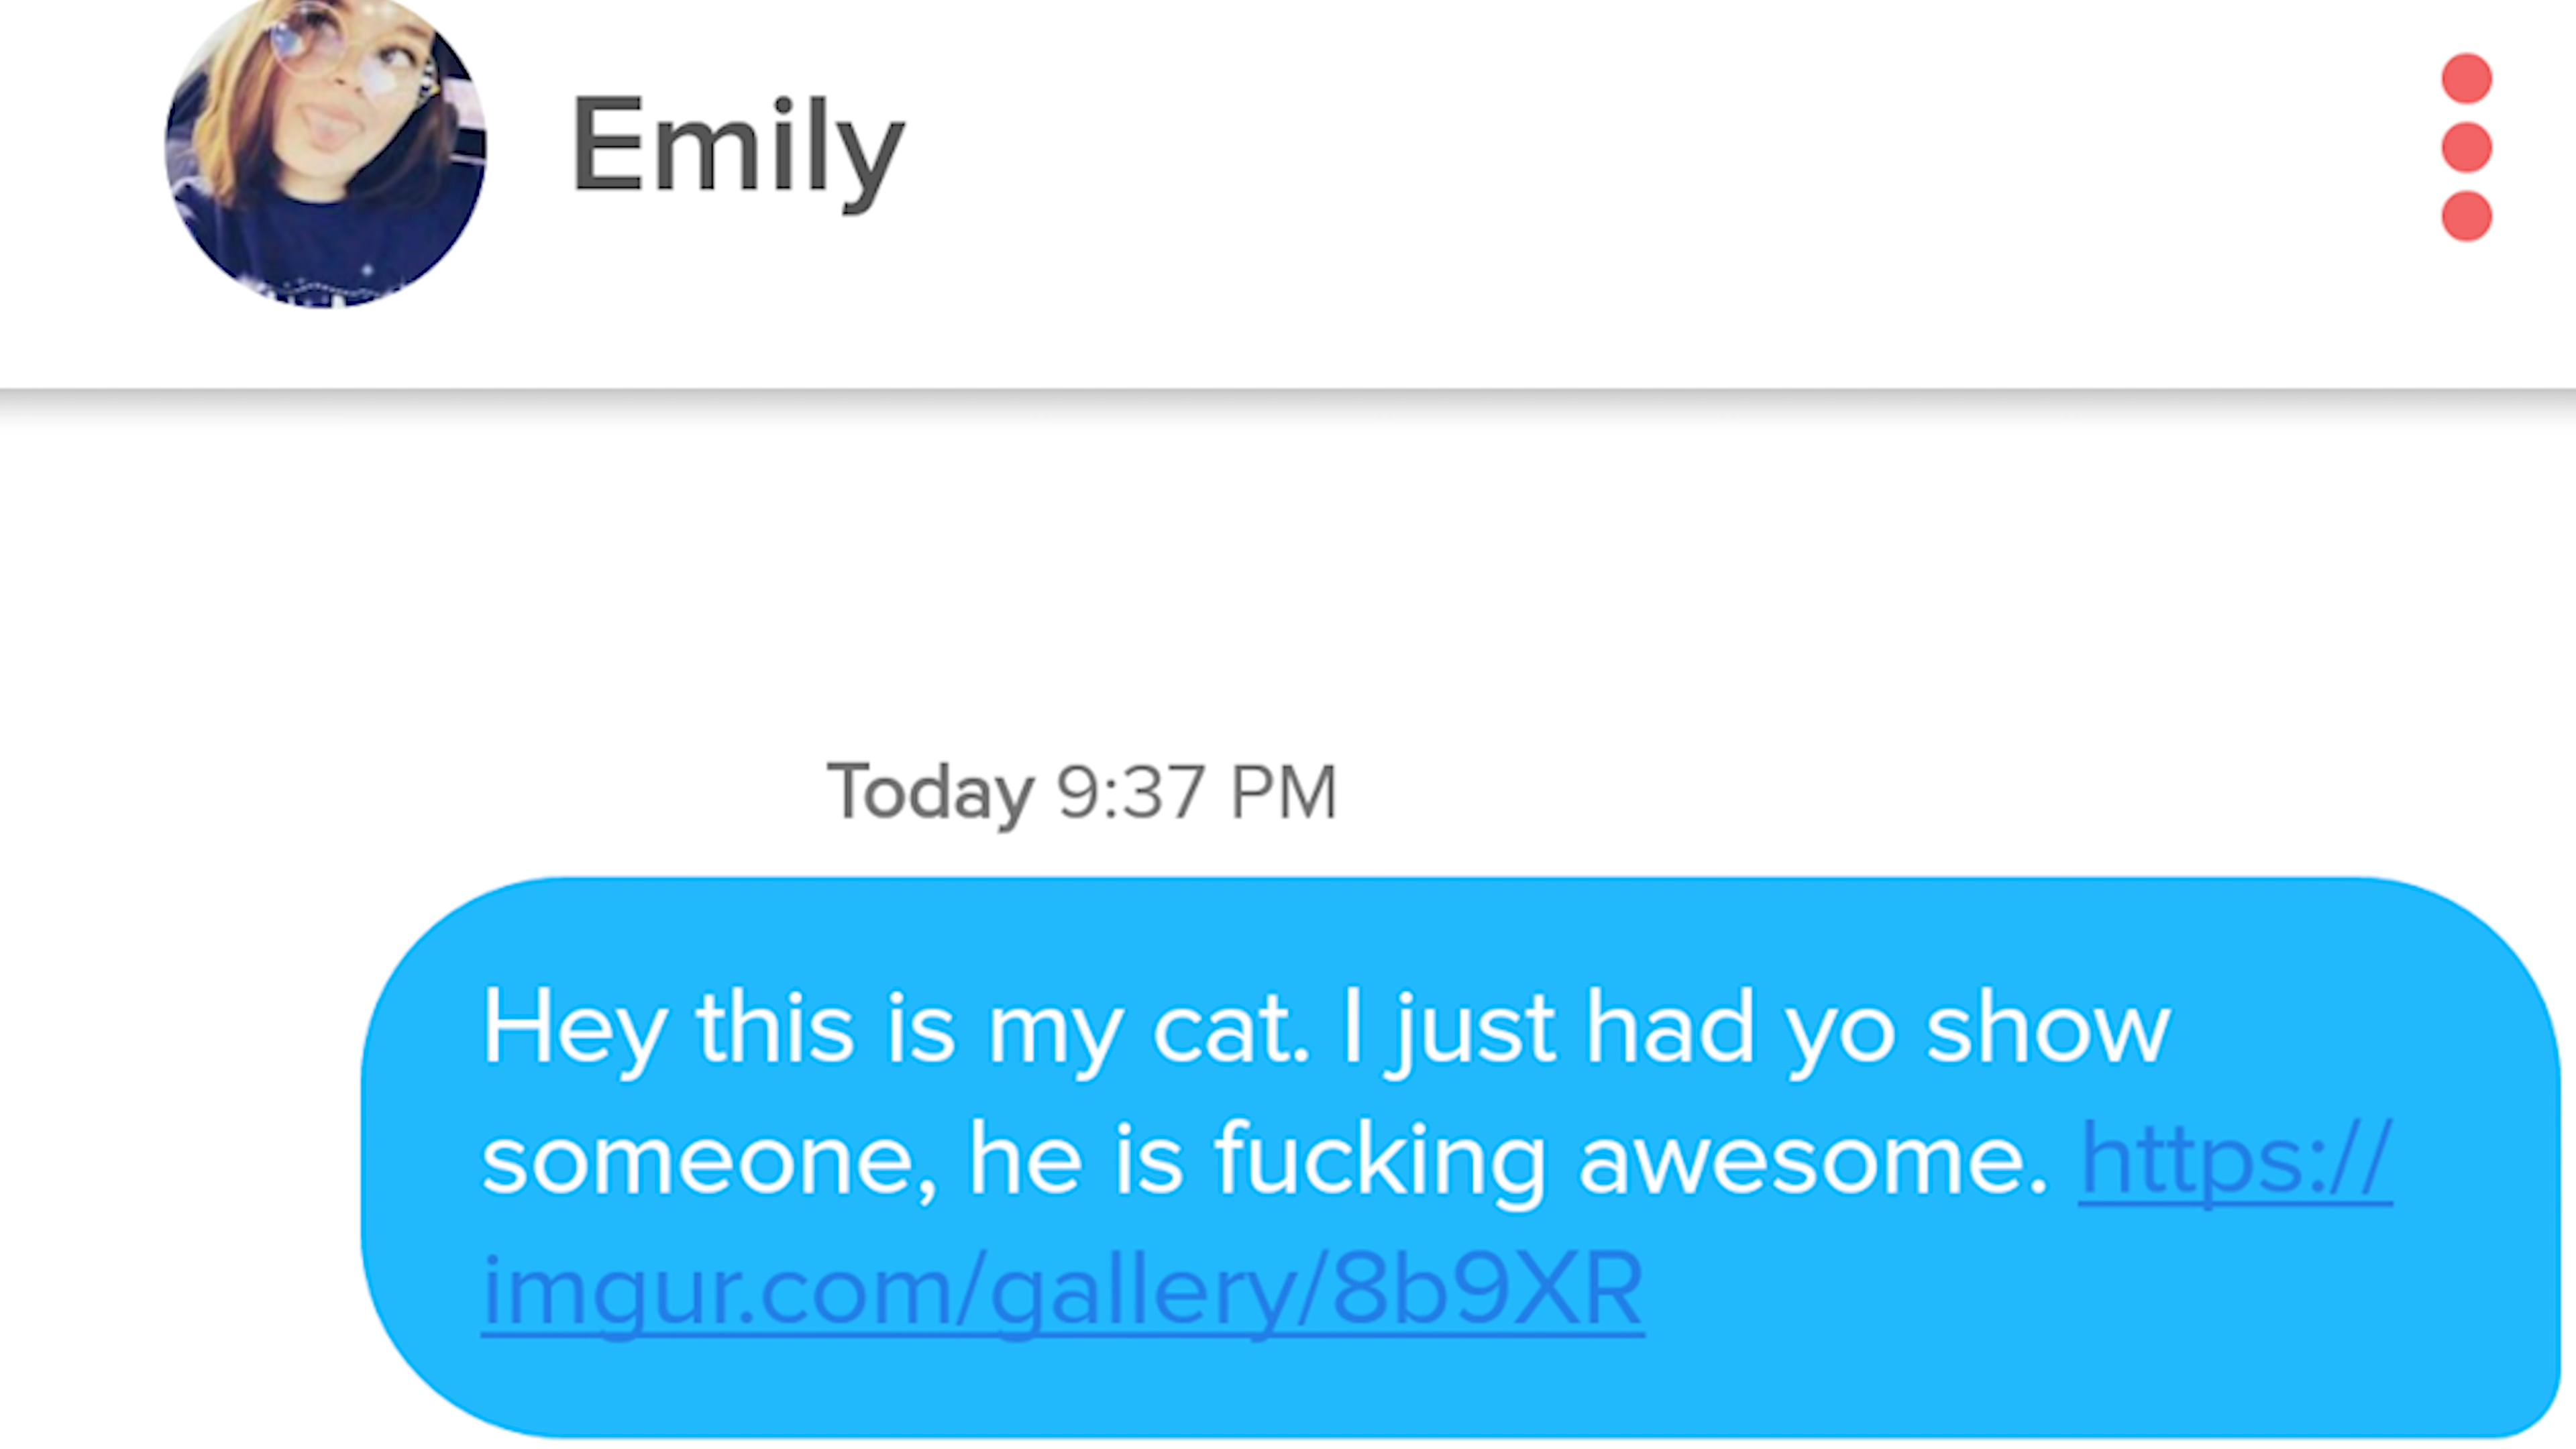 Emily
Today 9:37 PM
Hey this is my cat. I just had yo show
someone, he is fucking awesome. https://
imgur.com/gallery/8b9XR